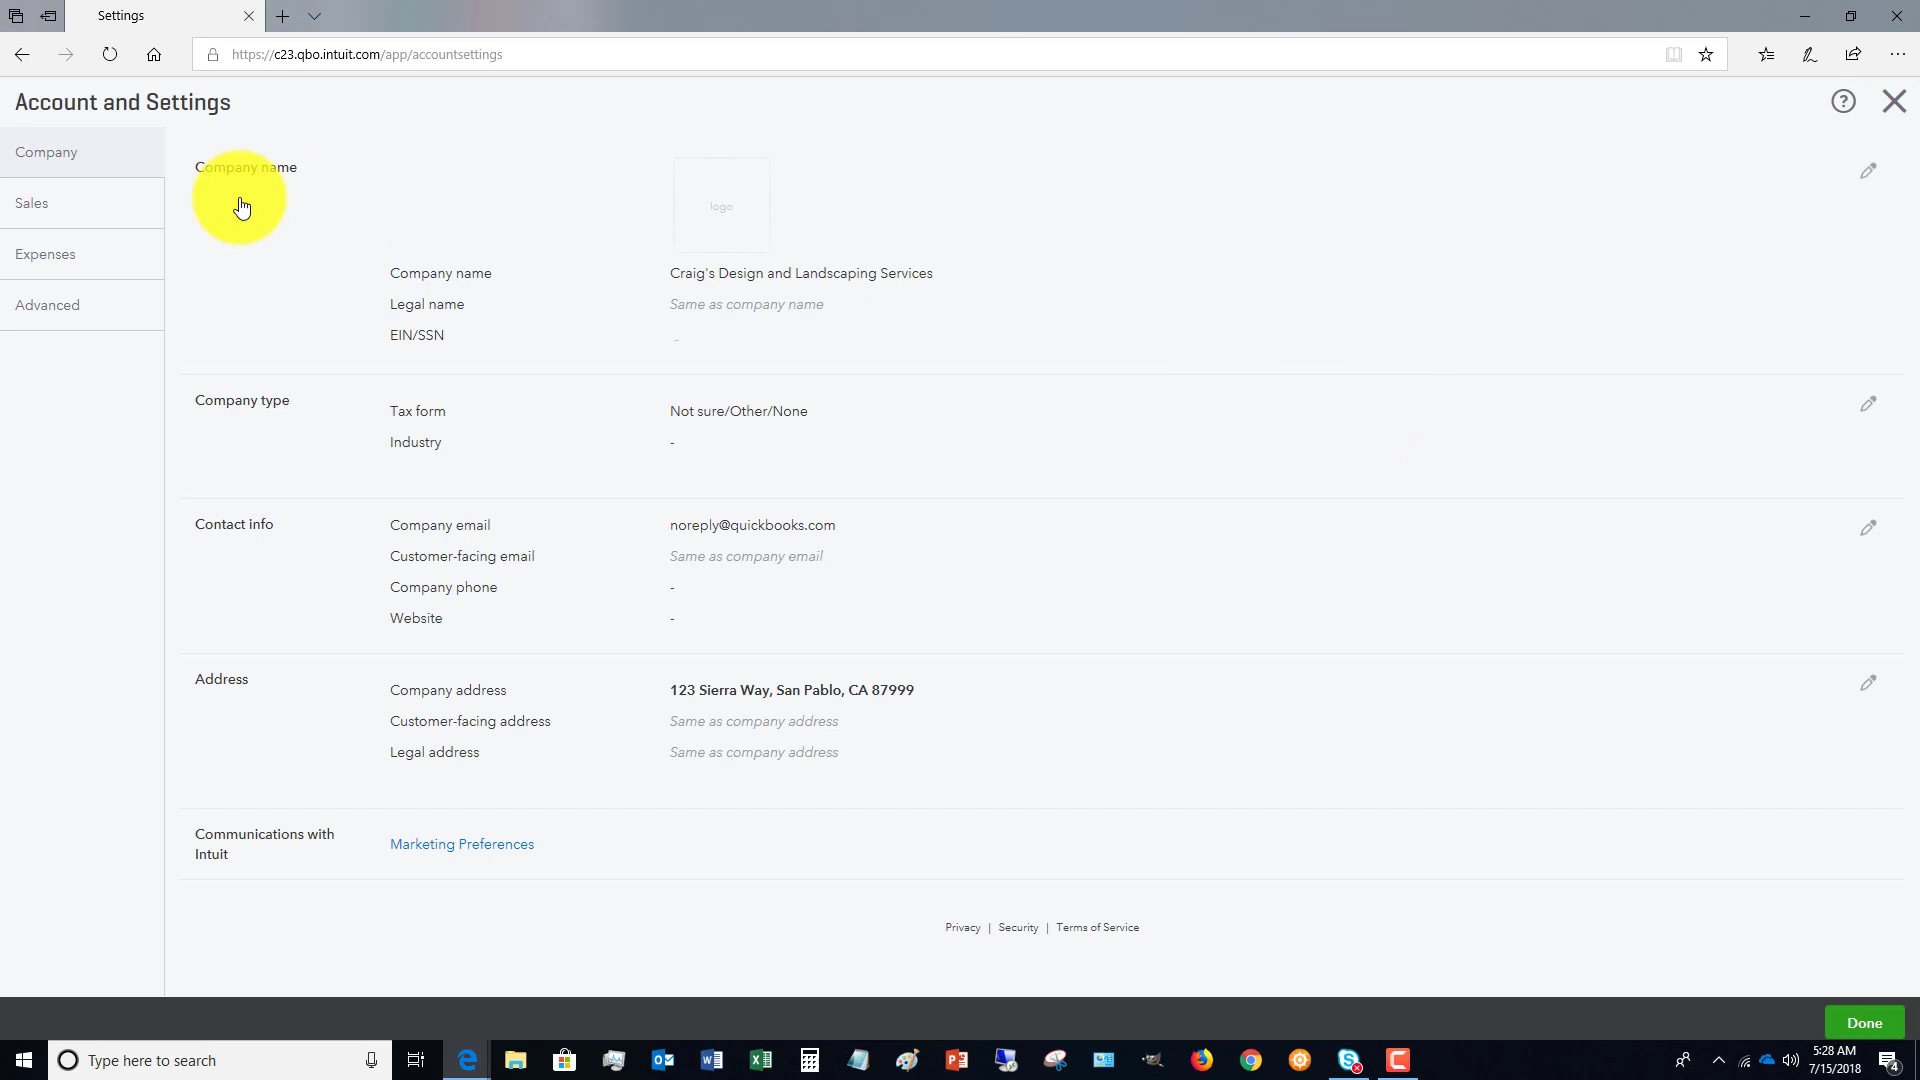 Settings
https://c23.qbo.intuit.com/app/accountsettings
Account and Settings
Company
Sales
Expenses
Advanced
Company name
logo
Company name Craig's Design and Landscaping Services
Legal name Same as company name
EIN/SSN -
Company type
Tax form Not sure/Other/None
Industry -
Contact info
Company email noreply@quickbooks.com
Customer-facing email Same as company email
Company phone -
Website -
Address
Company address 123 Sierra Way, San Pablo, CA 87999
Customer-facing address Same as company address
Legal address Same as company address
Communications with
Intuit
Marketing Preferences
Privacy | Security | Terms of Service
Done
Type here to search
5:28 AM
7/15/2018
4